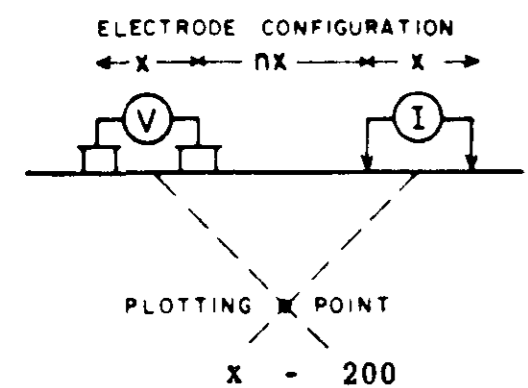 ELECTRODE CONFIGURATION
x nx x
V I
PLOTTING POINT
x - 200